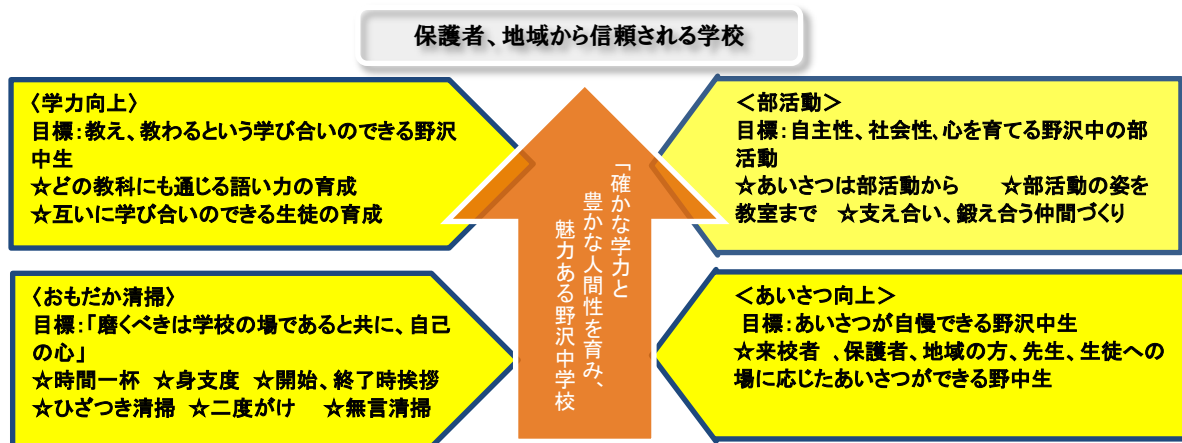 保護者、地域から信頼される学校
〈学力向上〉
目標：教え、教わるという学び合いのできる野沢
中生
☆どの教科にも通じる語い力の育成
☆互いに学び合いのできる生徒の育成
＜部活動＞
目標：自主性、社会性、心を育てる野沢中の部
活動
☆あいさつは部活動から　　☆部活動の姿を
教室まで　☆支え合い、鍛え合う仲間づくり
「確かな学力と
豊かな人間性を育み、
魅力ある野沢中学校
〈おもだか清掃〉
目標：「磨くべきは学校の場であると共に、自己
の心」
☆時間一杯　☆身支度　☆開始、終了時挨拶
☆ひざつき清掃　☆二度がけ　　☆無言清掃
＜あいさつ向上＞
目標：あいさつが自慢できる野沢中生
☆来校者　、保護者、地域の方、先生、生徒への
場に応じたあいさつができる野中生